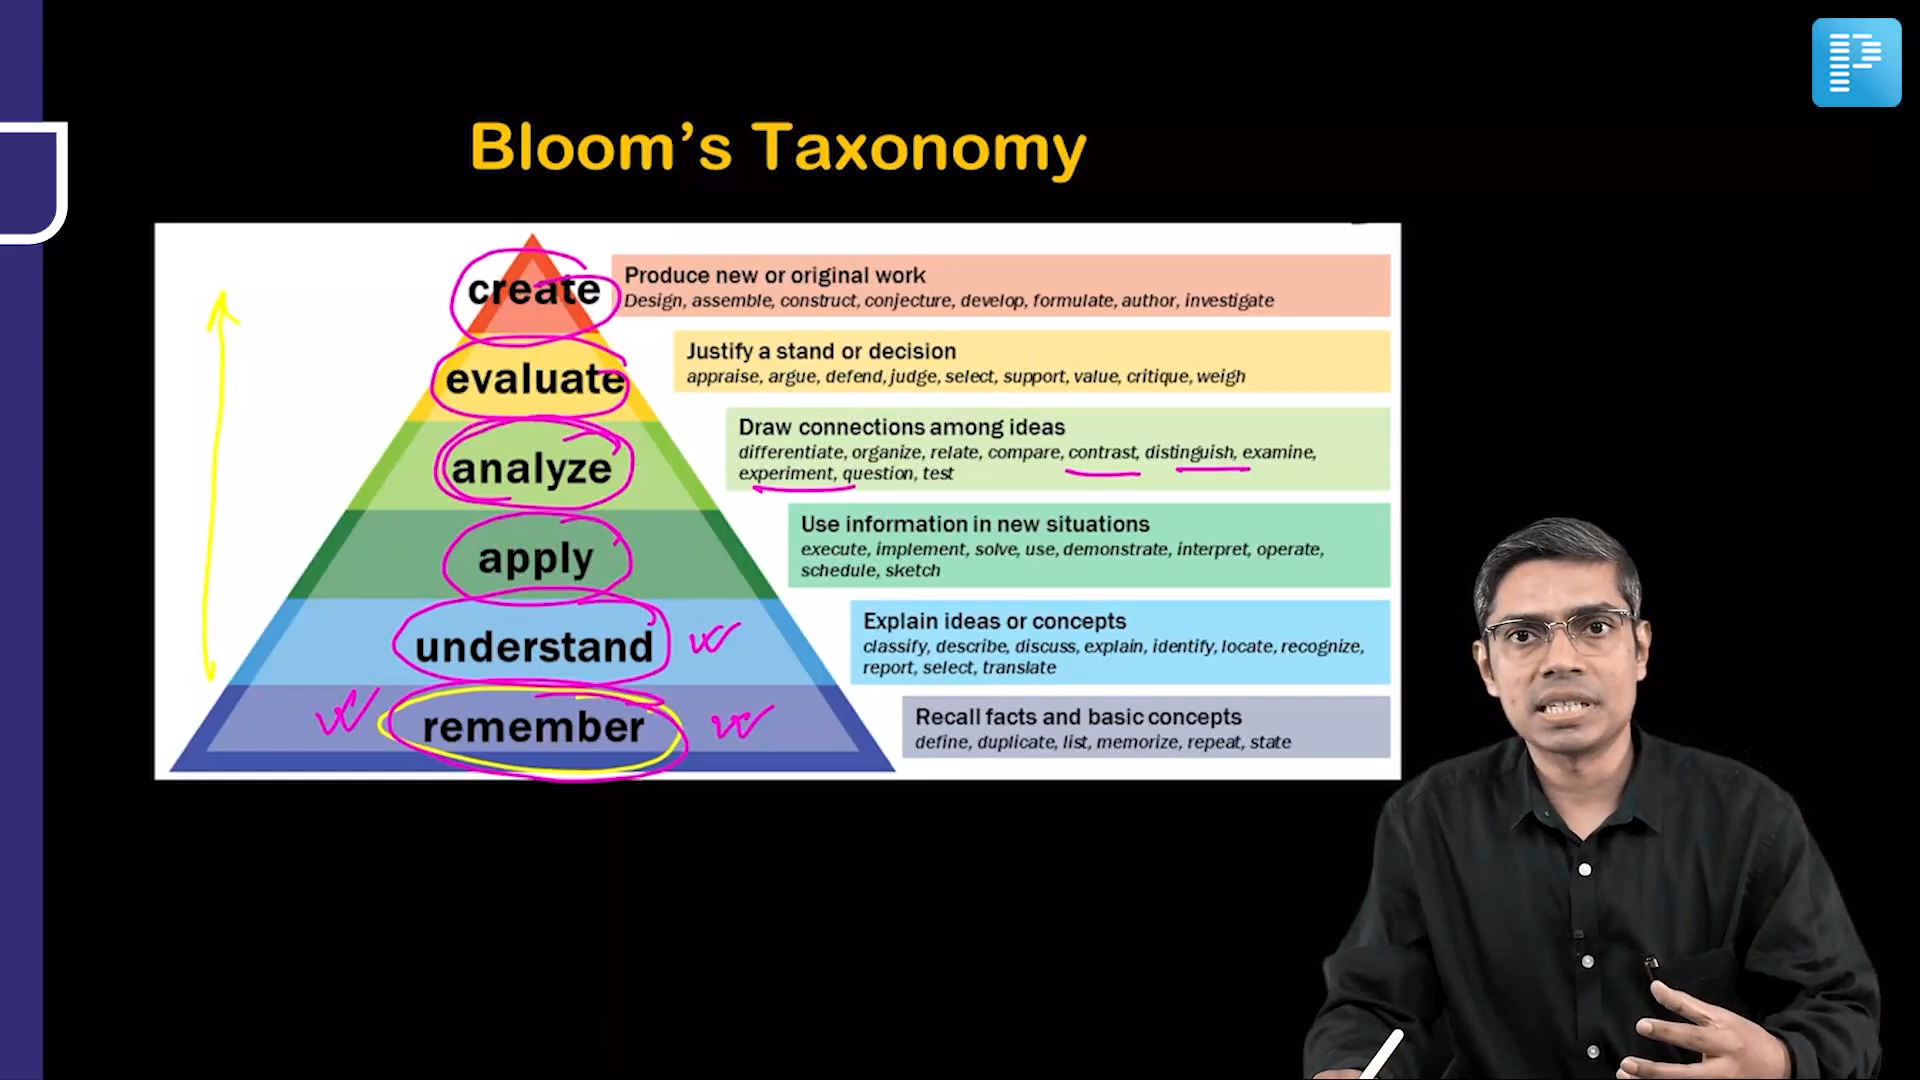 Bloom’s Taxonomy
create
Produce new or original work
Design, assemble, construct, conjecture, develop, formulate, author, investigate
evaluate
Justify a stand or decision
appraise, argue, defend, judge, select, support, value, critique, weigh
analyze
Draw connections among ideas
differentiate, organize, relate, compare, contrast, distinguish, examine,
experiment, question, test
apply
Use information in new situations
execute, implement, solve, use, demonstrate, interpret, operate,
schedule, sketch
understand
Explain ideas or concepts
classify, describe, discuss, explain, identify, locate, recognize,
report, select, translate
remember
Recall facts and basic concepts
define, duplicate, list, memorize, repeat, state